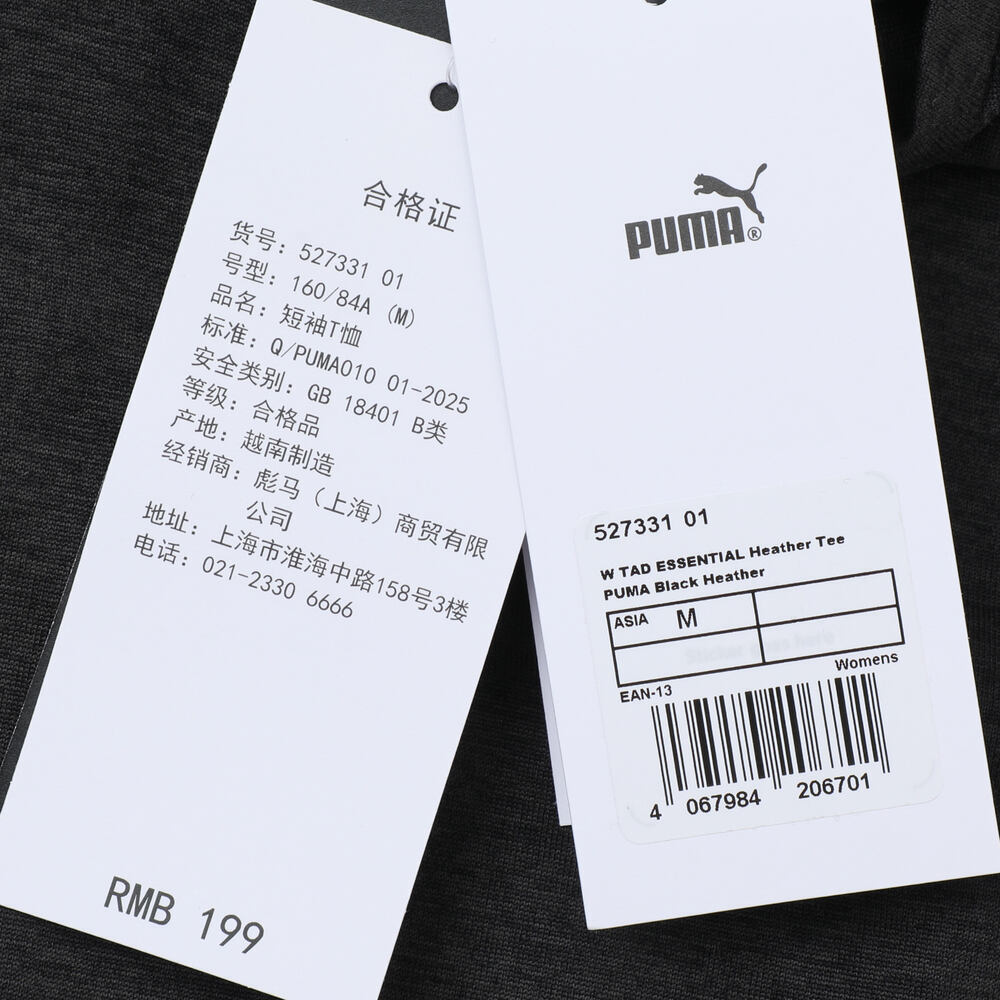 合格证
货号: 527331 01
号型: 160/84A (M)
品名: 短袖T恤
标准: Q/PUMA010 01-2025
安全类别: GB 18401 B类
等级: 合格品
产地: 越南制造
经销商: 彪马（上海）商贸有限
公司
地址: 上海市淮海中路158号3楼
电话: 021-2330 6666
RMB 199
PUMA®
527331 01
W TAD ESSENTIAL Heather Tee
PUMA Black Heather
ASIA M
Sticker goes here
Womens
EAN-13
4 067984 206701